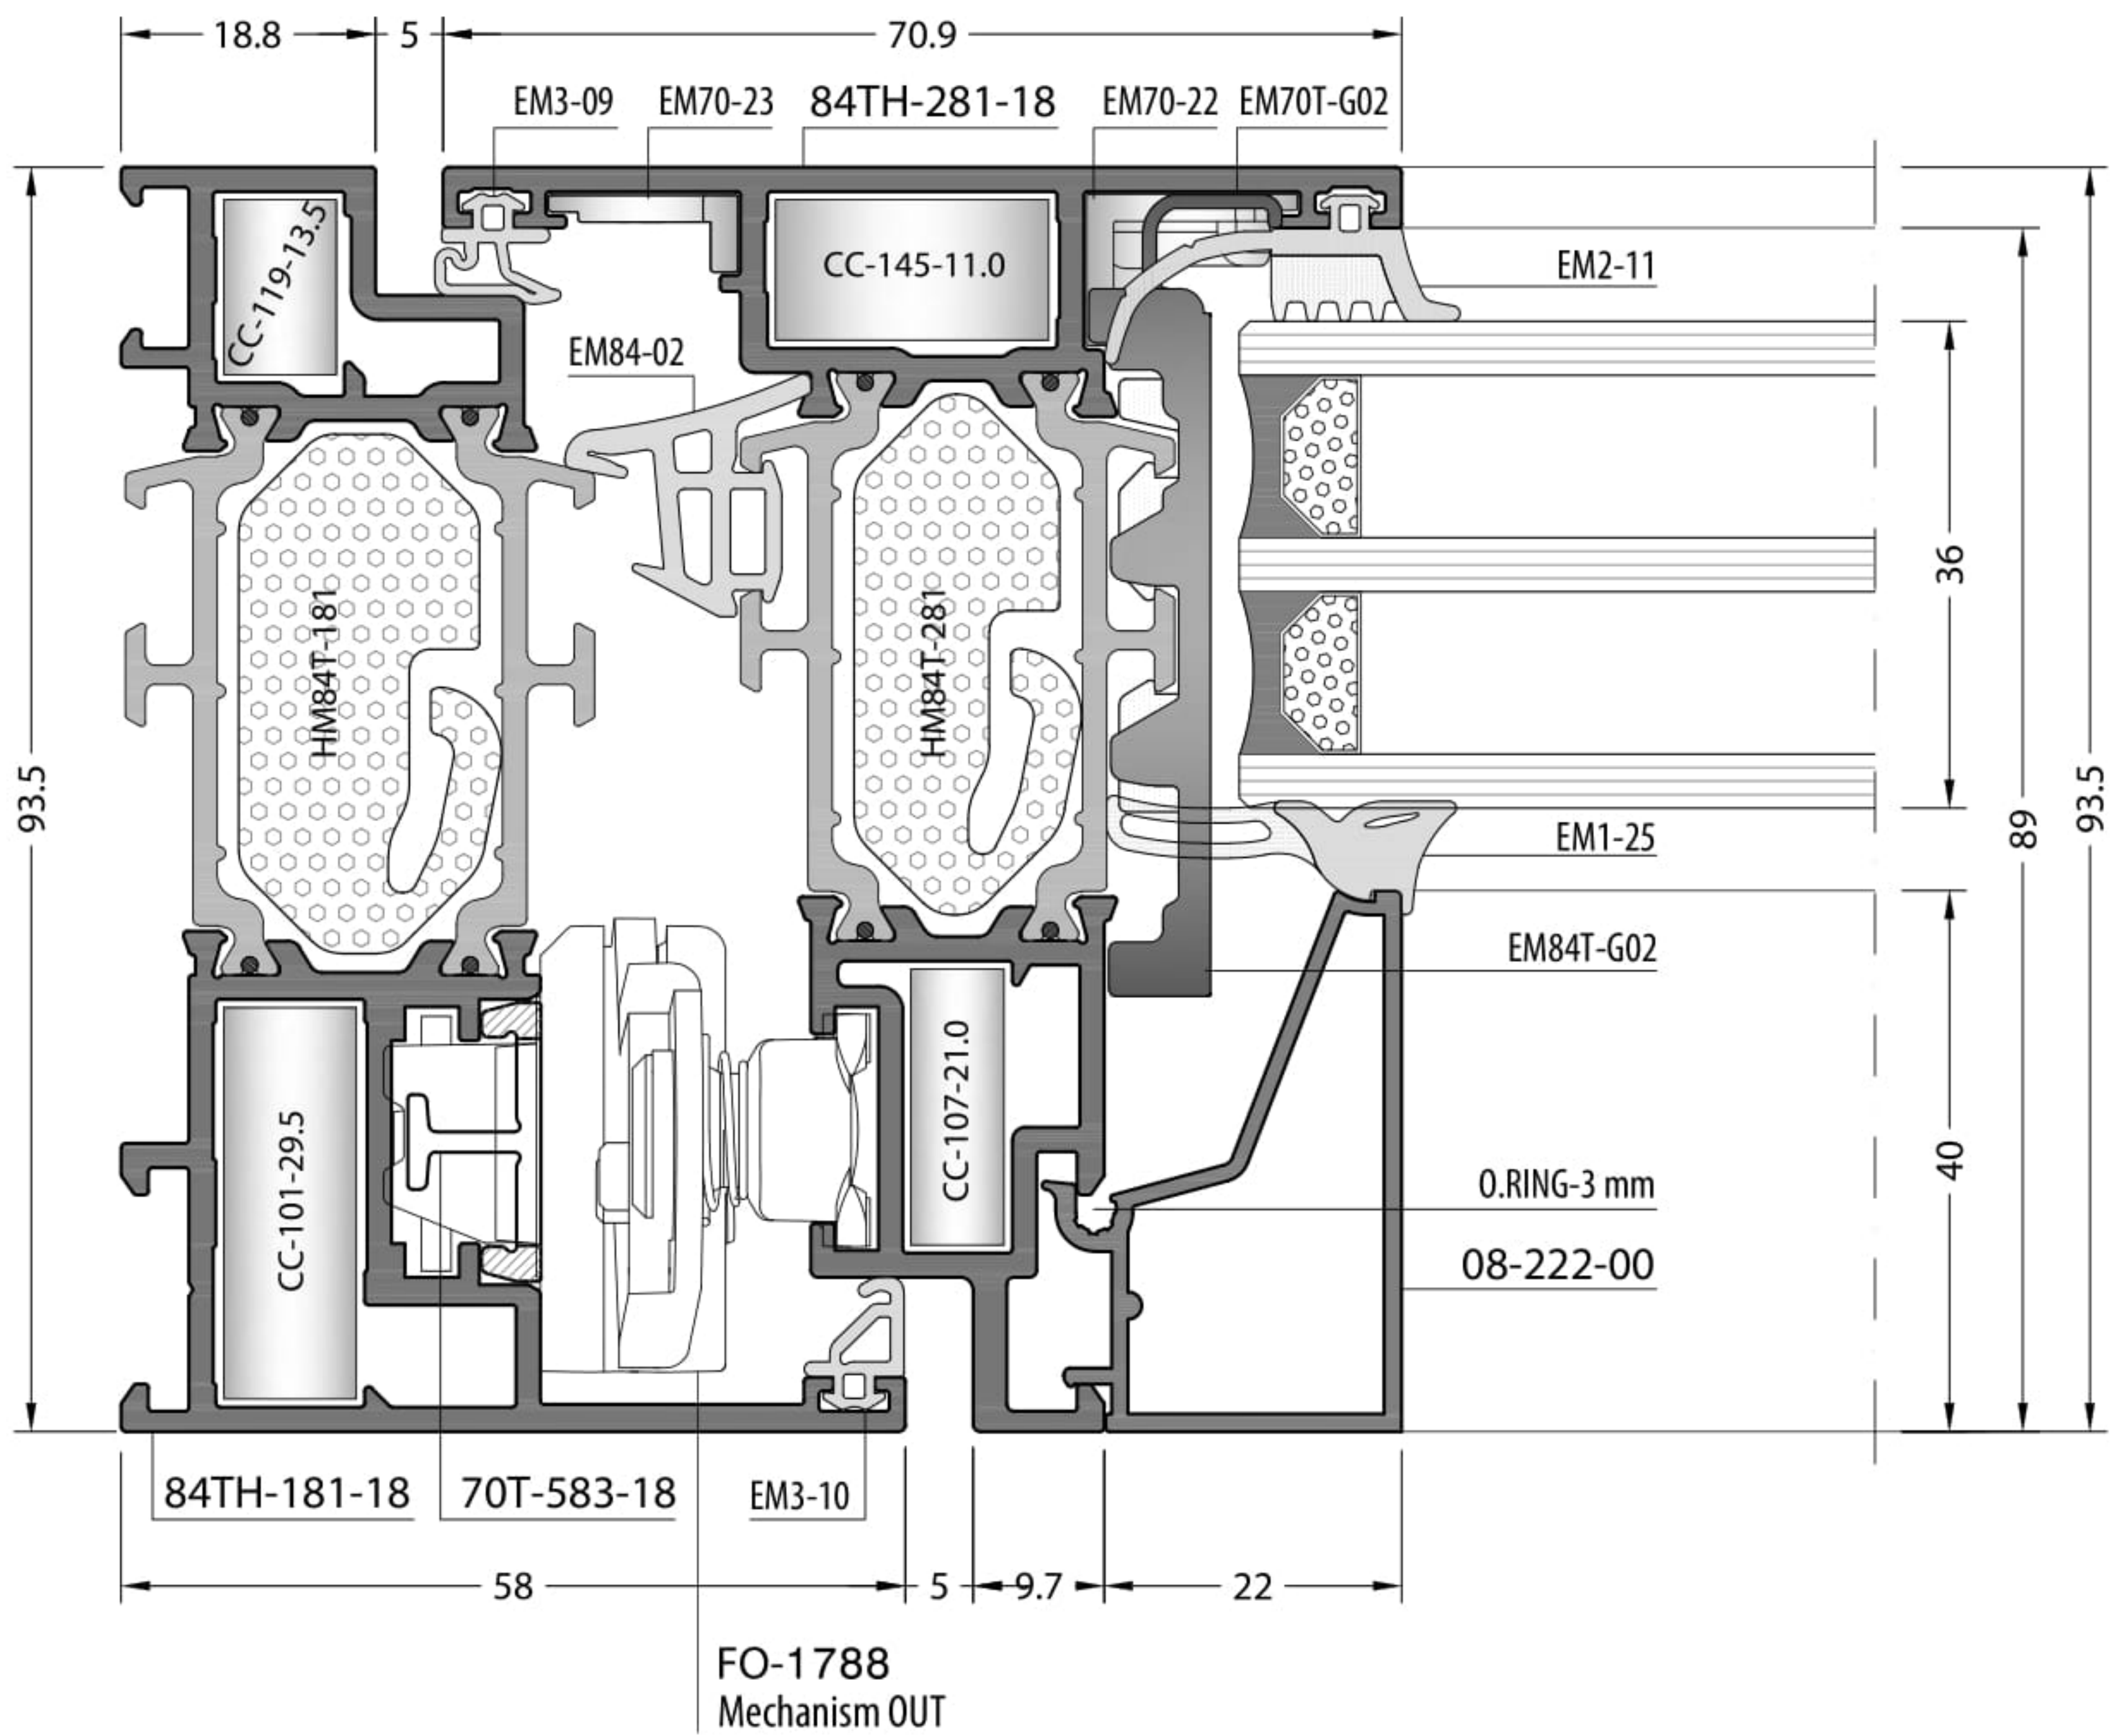 18.8
5
70.9
EM3-09
EM70-23
84TH-281-18
EM70-22
EM70T-G02
CC-119-13.5
CC-145-11.0
EM2-11
EM84-02
HM84T-181
HM84T-281
36
93.5
89
93.5
EM1-25
EM84T-G02
CC-101-29.5
CC-107-21.0
40
O.RING-3 mm
08-222-00
84TH-181-18
70T-583-18
EM3-10
58
5
9.7
22
FO-1788
Mechanism OUT